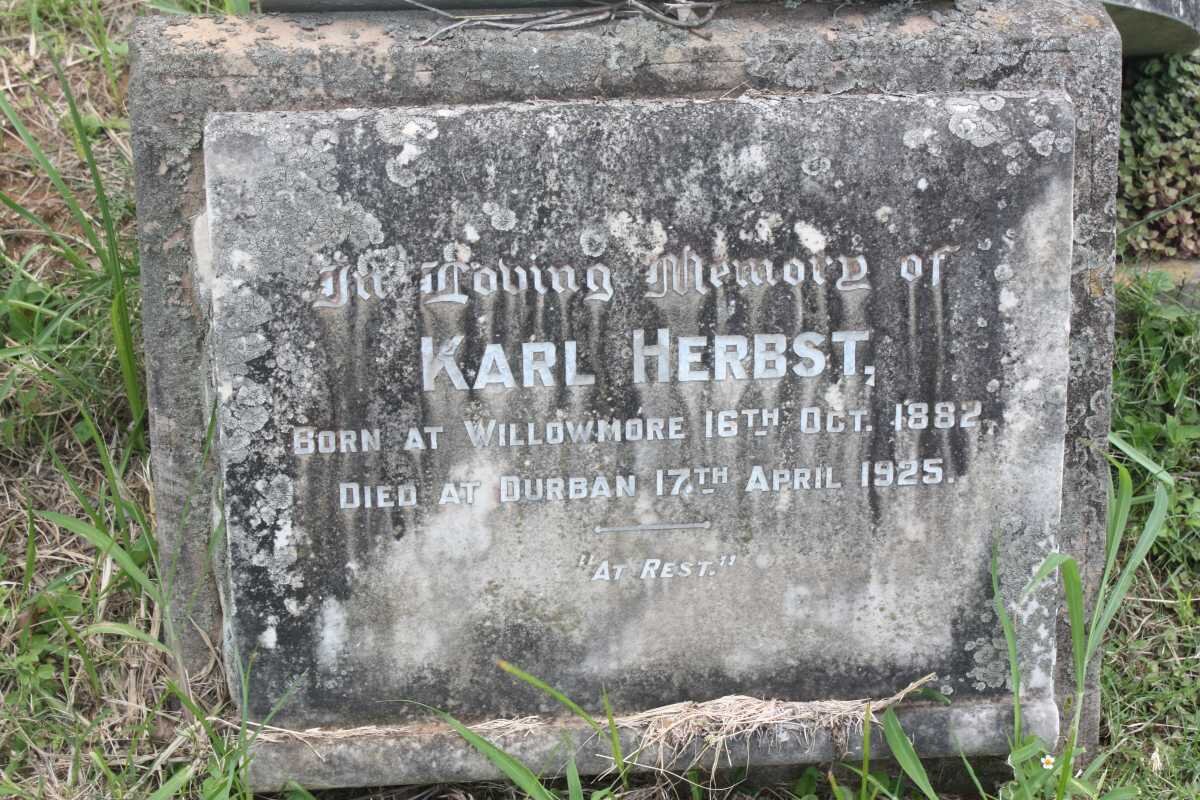 In Loving Memory of
KARL HERBST,
BORN AT WILLOWMORE 16TH OCT. 1882,
DIED AT DURBAN 17TH APRIL 1925.
"AT REST."